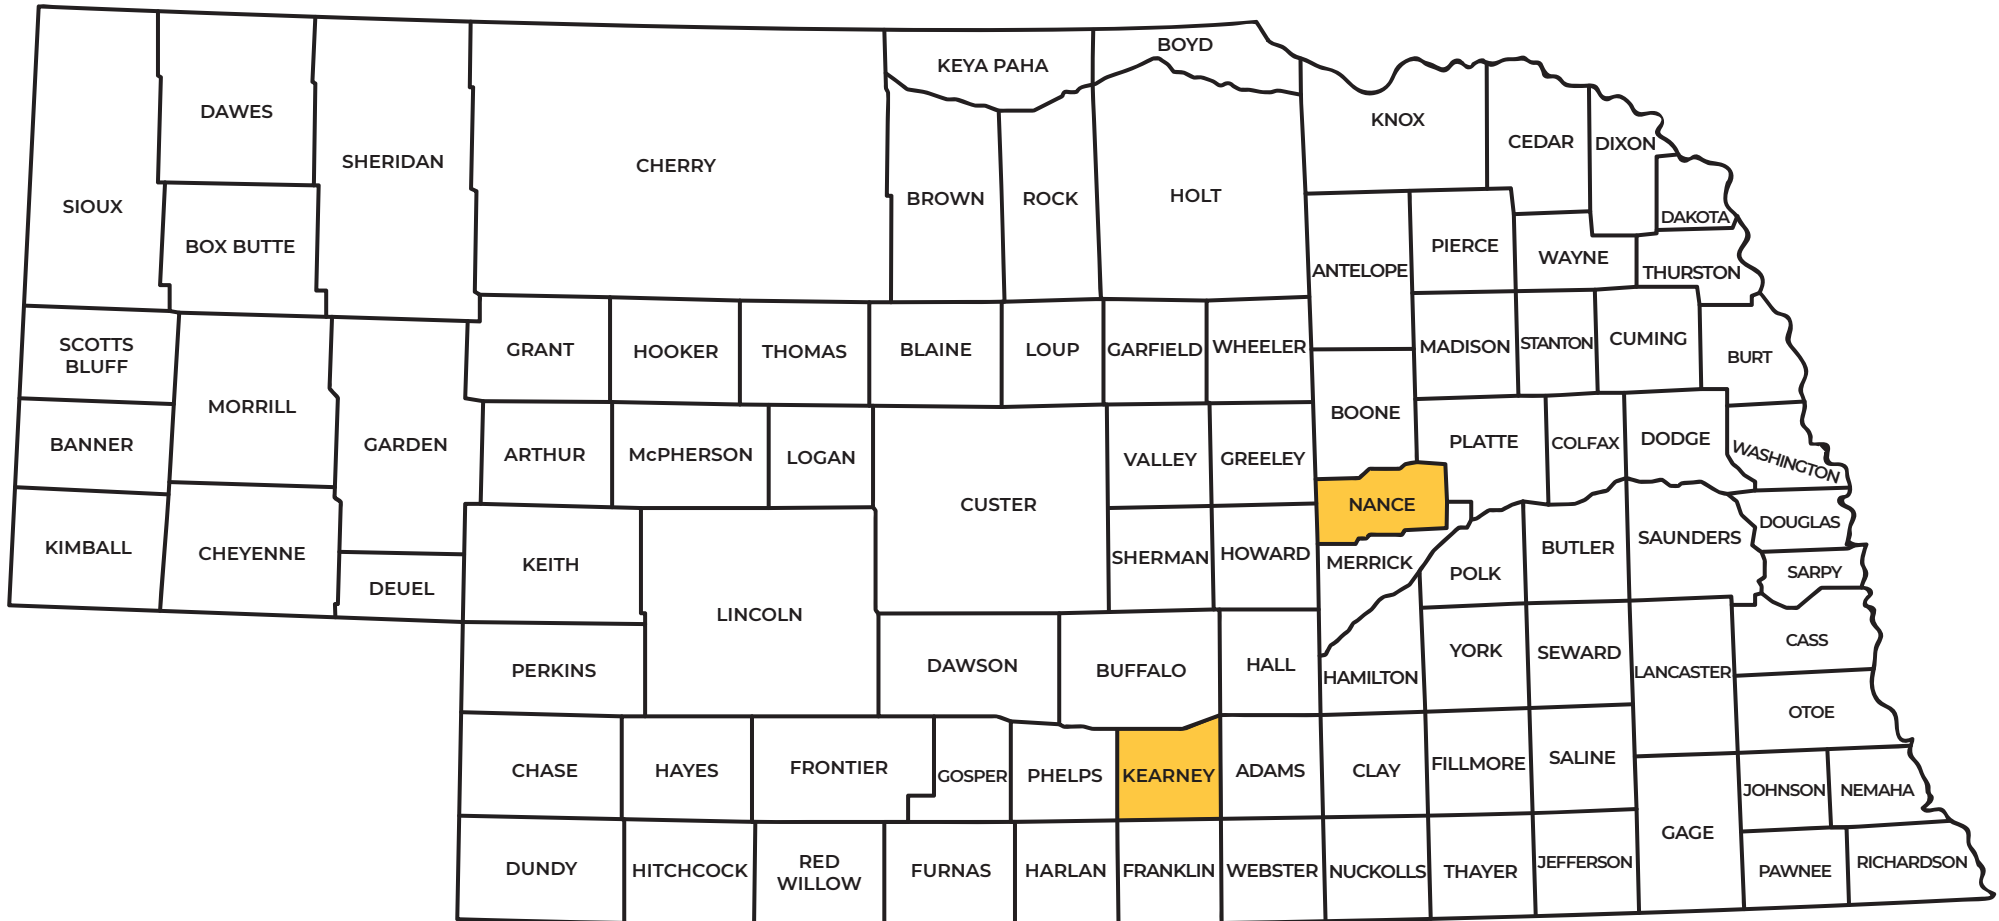 BOYD
KEYA PAHA
DAWES
KNOX
CEDAR
DIXON
SHERIDAN
CHERRY
SIOUX
BROWN
ROCK
HOLT
DAKOTA
BOX BUTTE
PIERCE
WAYNE
ANTELOPE
THURSTON
SCOTTS
BLUFF
GRANT
HOOKER
THOMAS
BLAINE
LOUP
GARFIELD
WHEELER
MADISON
STANTON
CUMING
BURT
MORRILL
BOONE
BANNER
GARDEN
ARTHUR
McPHERSON
LOGAN
VALLEY
GREELEY
PLATTE
COLFAX
DODGE
WASHINGTON
CUSTER
NANCE
DOUGLAS
KIMBALL
CHEYENNE
KEITH
SHERMAN
HOWARD
MERRICK
POLK
BUTLER
SAUNDERS
SARPY
DEUEL
LINCOLN
CASS
PERKINS
DAWSON
BUFFALO
HALL
HAMILTON
YORK
SEWARD
LANCASTER
OTOE
CHASE
HAYES
FRONTIER
GOSPER
PHELPS
KEARNEY
ADAMS
CLAY
FILLMORE
SALINE
JOHNSON
NEMAHA
GAGE
DUNDY
HITCHCOCK
RED
WILLOW
FURNAS
HARLAN
FRANKLIN
WEBSTER
NUCKOLLS
THAYER
JEFFERSON
PAWNEE
RICHARDSON